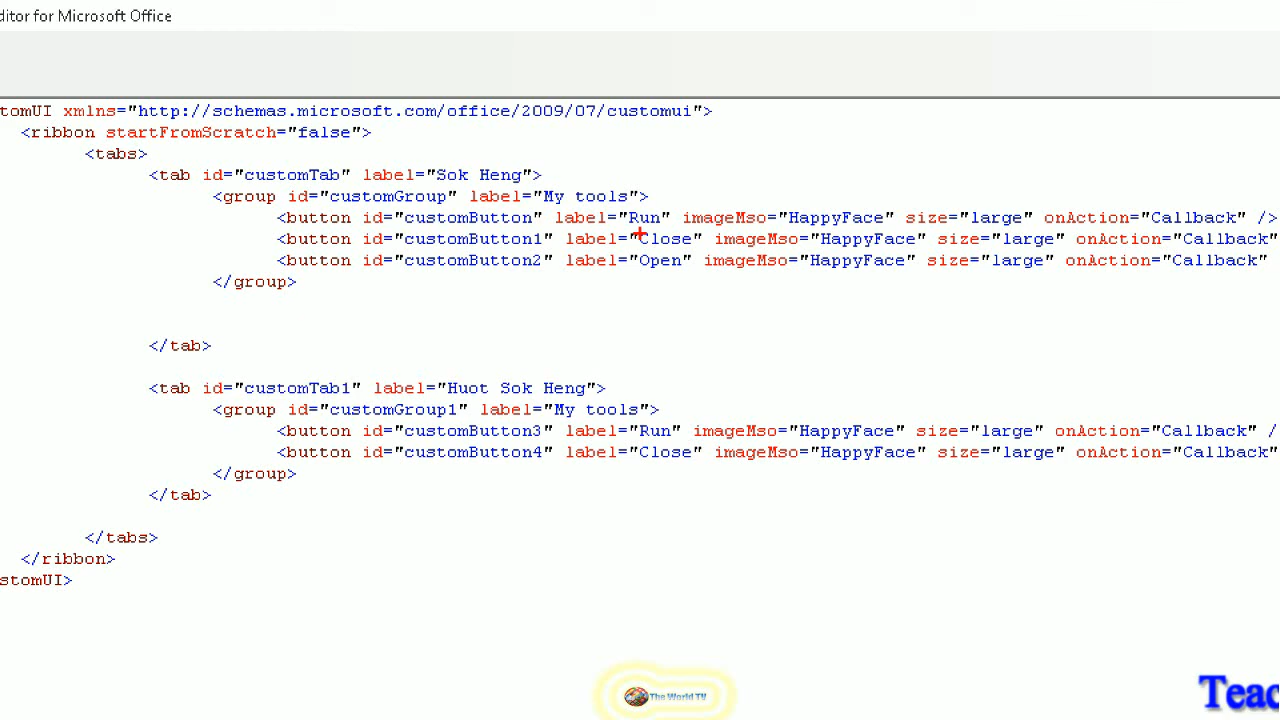 ditor for Microsoft Office
tomUI xmlns="http://schemas.microsoft.com/office/2009/07/customui">
<ribbon startFromScratch="false">
<tabs>
<tab id="customTab" label="Sok Heng">
<group id="customGroup" label="My tools">
<button id="customButton" label="Run" imageMso="HappyFace" size="large" onAction="Callback" />
<button id="customButton1" label="Close" imageMso="HappyFace" size="large" onAction="Callback"
<button id="customButton2" label="Open" imageMso="HappyFace" size="large" onAction="Callback"
</group>
</tab>
<tab id="customTab1" label="Huot Sok Heng">
<group id="customGroup1" label="My tools">
<button id="customButton3" label="Run" imageMso="HappyFace" size="large" onAction="Callback" /
<button id="customButton4" label="Close" imageMso="HappyFace" size="large" onAction="Callback"
</group>
</tab>
</tabs>
</ribbon>
stomUI>
The World TV
Teac